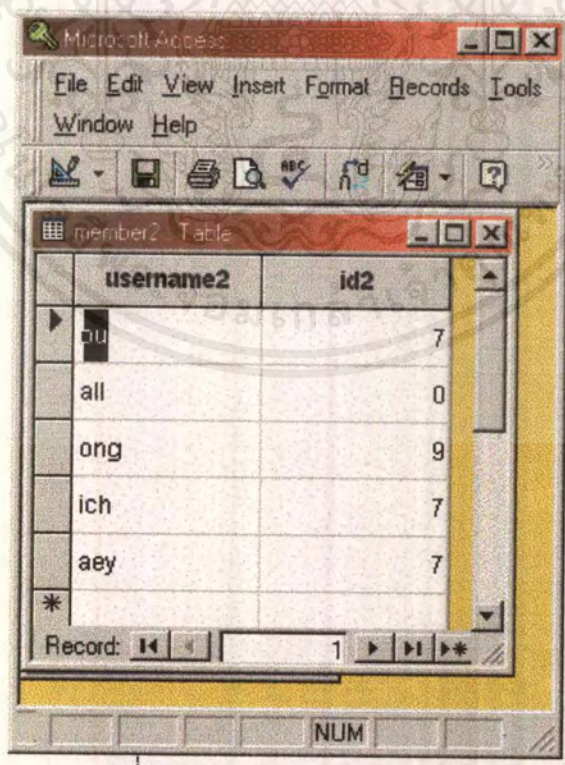 Microsoft Access
File Edit View Insert Format Records Tools
Window Help
member2 : Table
username2 id2
ou 7
all 0
ong 9
ich 7
aey 7
Record: 1
NUM